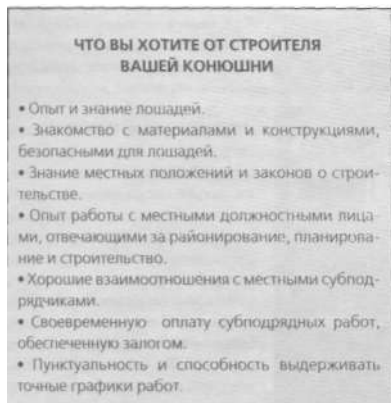 ЧТО ВЫ ХОТИТЕ ОТ СТРОИТЕЛЯ
ВАШЕЙ КОНЮШНИ
• Опыт и знание лошадей.
• Знакомство с материалами и конструкциями,
безопасными для лошадей.
• Знание местных положений и законов о строи-
тельстве.
• Опыт работы с местными должностными лица-
ми, отвечающими за районирование, планирова-
ние и строительство.
• Хорошие взаимоотношения с местными субпод-
рядчиками.
• Своевременную оплату субподрядных работ,
обеспеченную залогом.
• Пунктуальность и способность выдерживать
точные графики работ.